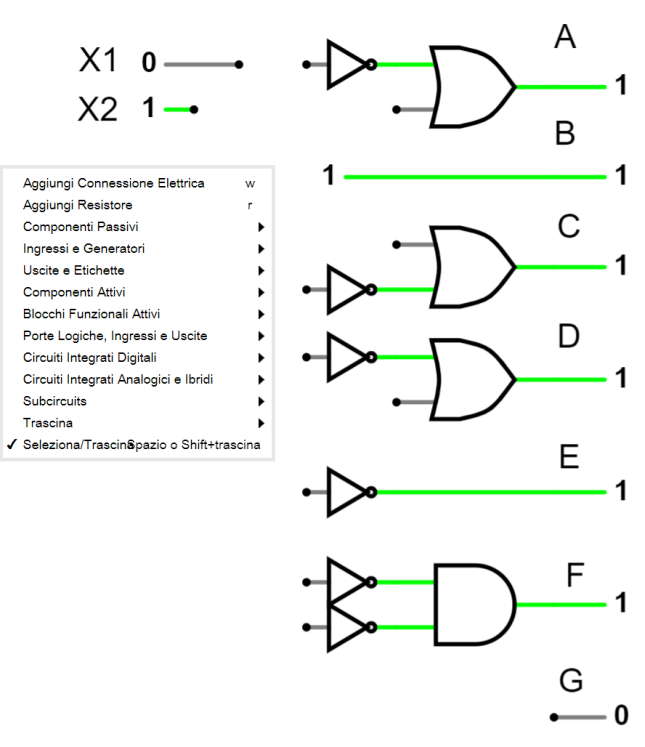 X1 0
X2 1
A
1
B
1 1
C
1
D
1
E
1
F
1
G
0
Aggiungi Connessione Elettrica w
Aggiungi Resistore r
Componenti Passivi
Ingressi e Generatori
Uscite e Etichette
Componenti Attivi
Blocchi Funzionali Attivi
Porte Logiche, Ingressi e Uscite
Circuiti Integrati Digitali
Circuiti Integrati Analogici e Ibridi
Subcircuits
Trascina
✓ Seleziona/Trascina Spazio o Shift+trascina